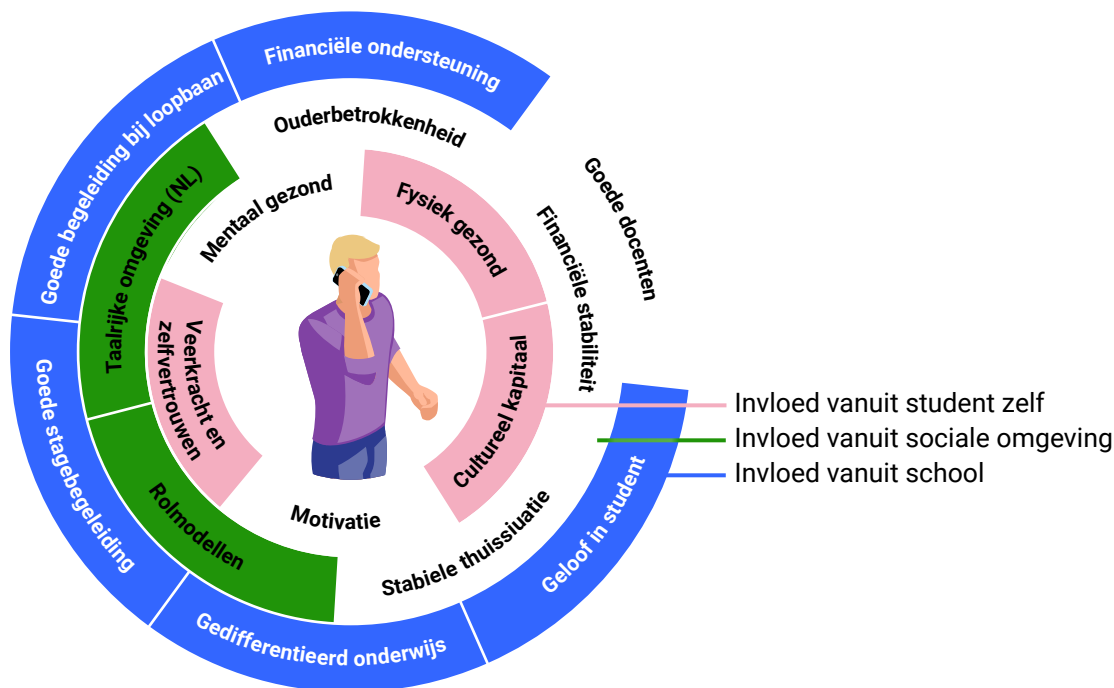 Financiële ondersteuning
Goede docenten
Geloof in student
Gedifferentieerd onderwijs
Goede stagebegeleiding
Goede begeleiding bij loopbaan
Ouderbetrokkenheid
Financiële stabiliteit
Stabiele thuissiuatie
Rolmodellen
Taalrijke omgeving (NL)
Mentaal gezond
Fysiek gezond
Cultureel kapitaal
Motivatie
Veerkracht en
zelfvertrouwen
Invloed vanuit student zelf
Invloed vanuit sociale omgeving
Invloed vanuit school